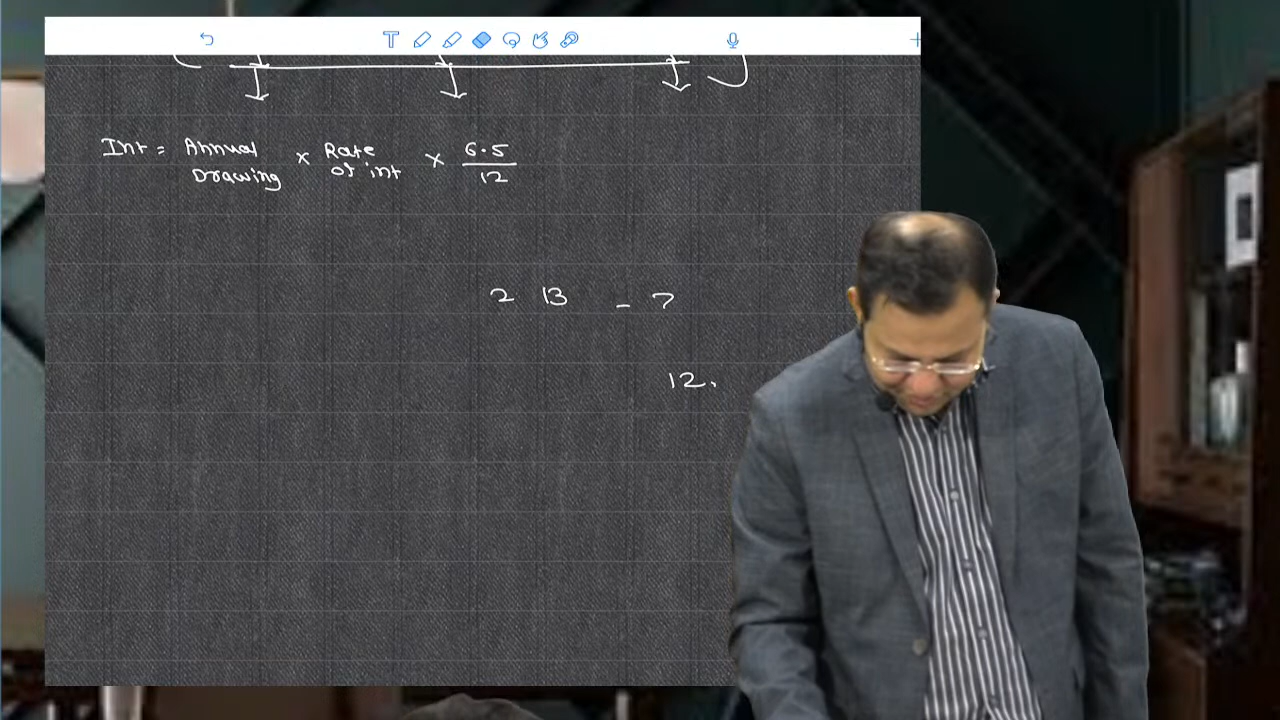 Int = Annual Drawing × Rate of int × 6.5/12
2 13 - 7
12.